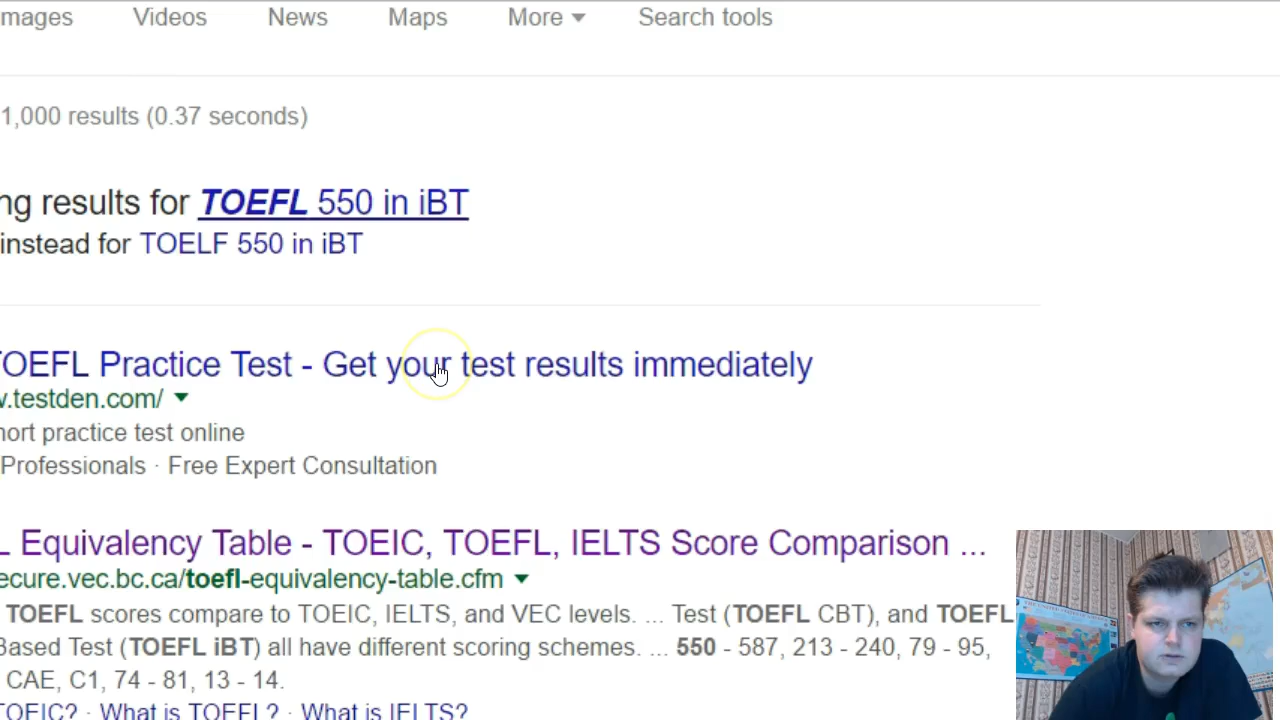 mages Videos News Maps More Search tools
1,000 results (0.37 seconds)
ng results for TOEFL 550 in iBT
instead for TOELF 550 in iBT
TOEFL Practice Test - Get your test results immediately
w.testden.com/
hort practice test online
Professionals · Free Expert Consultation
L Equivalency Table - TOEIC, TOEFL, IELTS Score Comparison ...
ecure.vec.bc.ca/toefl-equivalency-table.cfm
TOEFL scores compare to TOEIC, IELTS, and VEC levels. ... Test (TOEFL CBT), and TOEFL
Based Test (TOEFL iBT) all have different scoring schemes. ... 550 - 587, 213 - 240, 79 - 95,
CAE, C1, 74 - 81, 13 - 14.
TOEIC? · What is TOEFL? · What is IELTS?